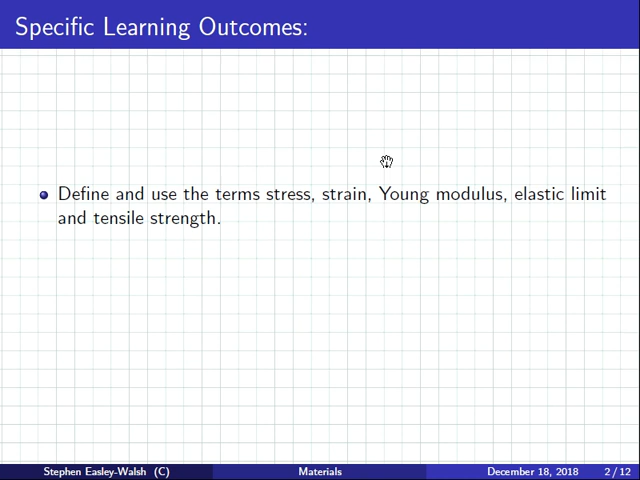 Specific Learning Outcomes:
Define and use the terms stress, strain, Young modulus, elastic limit
and tensile strength.
Stephen Easley-Walsh (C) Materials December 18, 2018 2 / 12